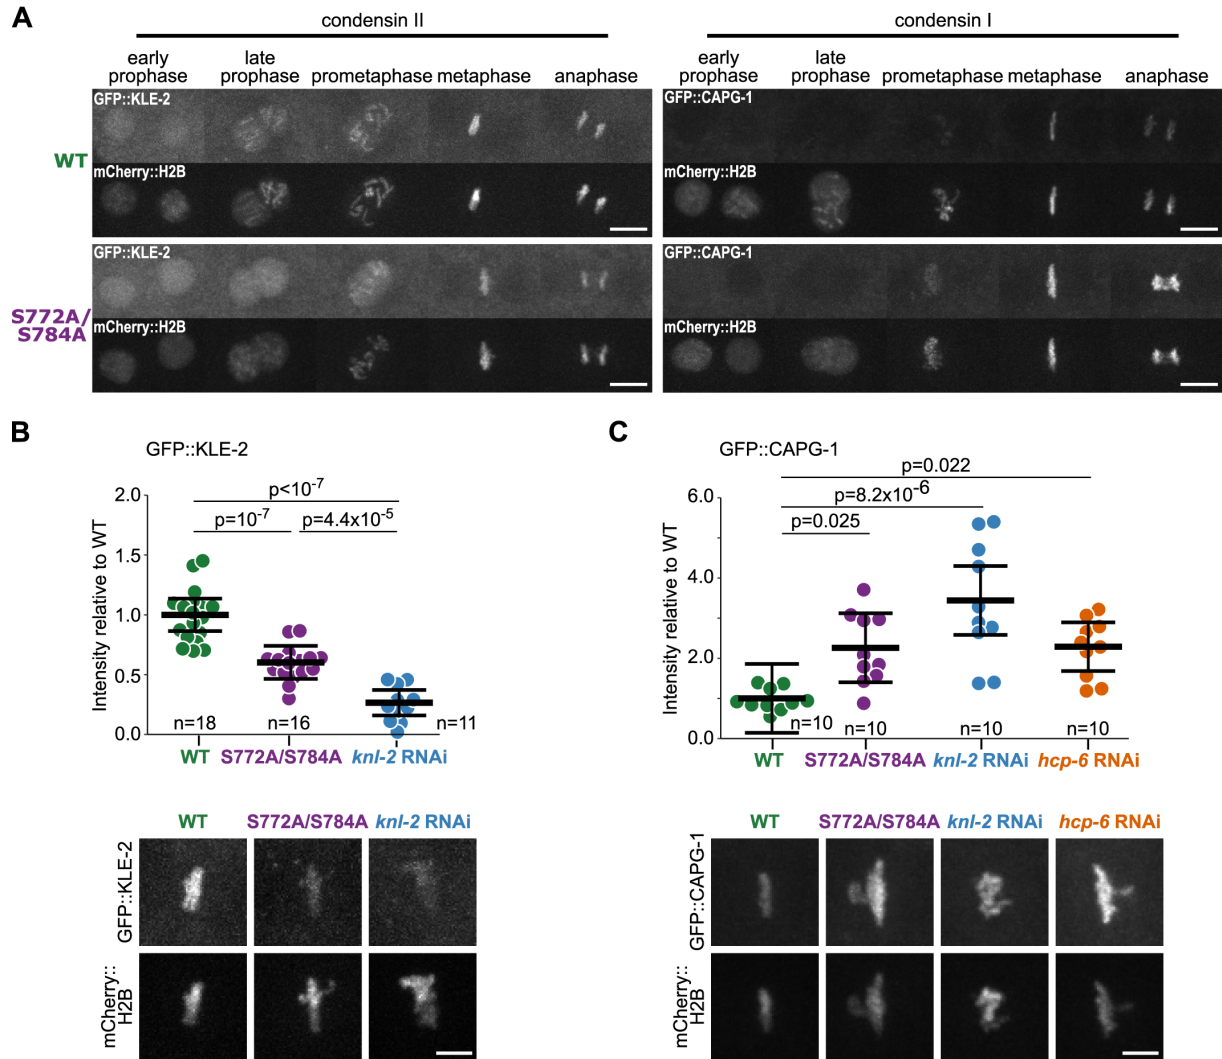 A
condensin II
condensin I
early prophase
late prophase
prometaphase
metaphase
anaphase
early prophase
late prophase
prometaphase
metaphase
anaphase
WT
GFP::KLE-2
mCherry::H2B
GFP::CAPG-1
mCherry::H2B
S772A/
S784A
GFP::KLE-2
mCherry::H2B
GFP::CAPG-1
mCherry::H2B
B
GFP::KLE-2
Intensity relative to WT
2.0
1.5
1.0
0.5
0.0
p<10-7
p=10-7
p=4.4x10-5
n=18
n=16
n=11
WT
S772A/S784A
knl-2 RNAi
WT
S772A/S784A
knl-2 RNAi
GFP::KLE-2
mCherry::
H2B
C
GFP::CAPG-1
Intensity relative to WT
6.0
4.0
2.0
0.0
p=0.022
p=8.2x10-6
p=0.025
n=10
n=10
n=10
n=10
WT
S772A/S784A
knl-2 RNAi
hcp-6 RNAi
WT
S772A/S784A
knl-2 RNAi
hcp-6 RNAi
GFP::CAPG-1
mCherry::
H2B